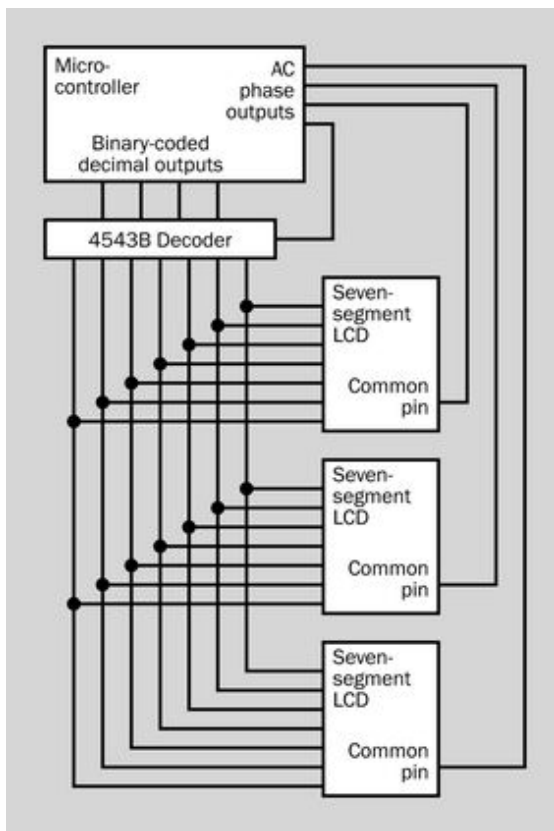 Micro-
controller
AC
phase
outputs
Binary-coded
decimal outputs
4543B Decoder
Seven-
segment
LCD
Common
pin
Seven-
segment
LCD
Common
pin
Seven-
segment
LCD
Common
pin